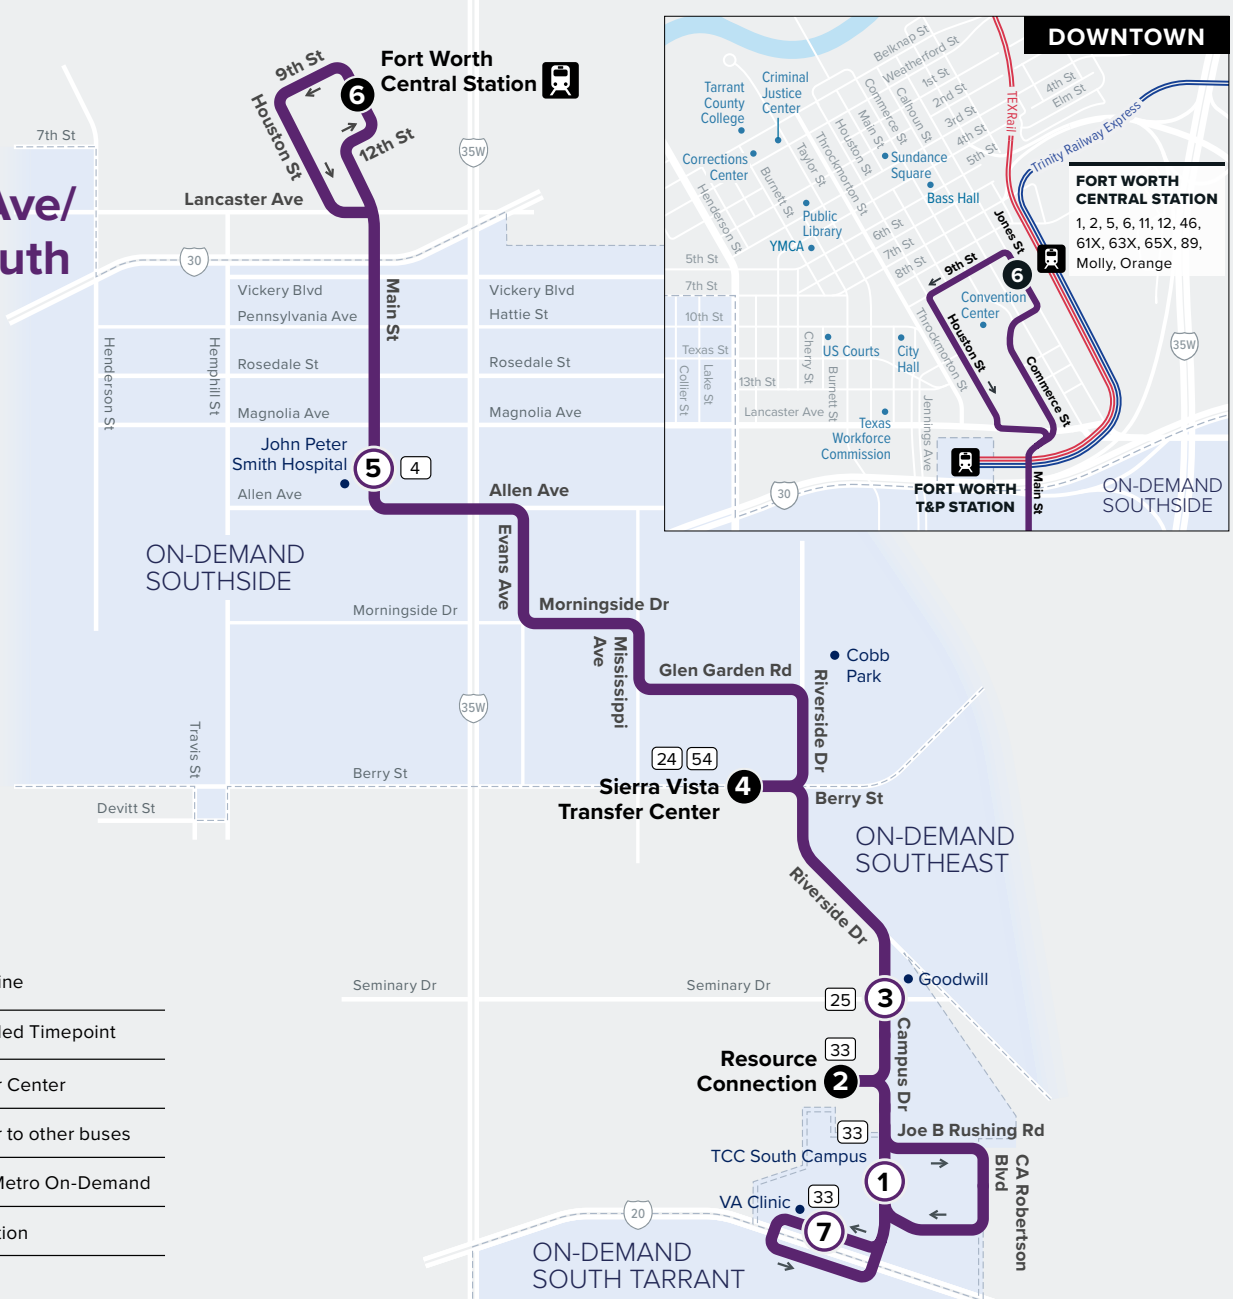 Ave/
uth
9th St
Houston St
12th St
6
Fort Worth
Central Station
7th St
35W
Lancaster Ave
30
Main St
Vickery Blvd
Vickery Blvd
Pennsylvania Ave
Hattie St
Henderson St
Hemphill St
Rosedale St
Rosedale St
Magnolia Ave
Magnolia Ave
John Peter
Smith Hospital
5
4
Allen Ave
Allen Ave
Evans Ave
ON-DEMAND
SOUTHSIDE
Morningside Dr
Morningside Dr
Mississippi
Ave
Glen Garden Rd
Riverside Dr
Cobb
Park
35W
Travis St
Berry St
24
54
Sierra Vista
Transfer Center
4
Berry St
Devitt St
ON-DEMAND
SOUTHEAST
Riverside Dr
Goodwill
Seminary Dr
Seminary Dr
25
3
Campus Dr
33
Resource
Connection
2
33
Joe B Rushing Rd
TCC South Campus
1
CA Robertson
Blvd
VA Clinic
33
7
20
ON-DEMAND
SOUTH TARRANT
ine
led Timepoint
r Center
r to other buses
Metro On-Demand
tion
DOWNTOWN
Belknap St
Weatherford St
1st St
2nd St
3rd St
4th St
5th St
4th St
Elm St
TEXRail
Trinity Railway Express
Tarrant
County
College
Criminal
Justice
Center
Corrections
Center
Commerce St
Calhoun St
Main St
Houston St
Throckmorton St
Taylor St
Burnett St
Henderson St
Sundance
Square
Bass Hall
Public
Library
YMCA
6th St
7th St
8th St
5th St
7th St
10th St
Texas St
Collier St
Lake St
13th St
Lancaster Ave
Cherry St
Burnett St
US Courts
City
Hall
Throckmorton St
Jennings Ave
Texas
Workforce
Commission
9th St
Jones St
6
Convention
Center
Houston St
Commerce St
Main St
FORT WORTH
CENTRAL STATION
1, 2, 5, 6, 11, 12, 46,
61X, 63X, 65X, 89,
Molly, Orange
35W
30
FORT WORTH
T&P STATION
ON-DEMAND
SOUTHSIDE